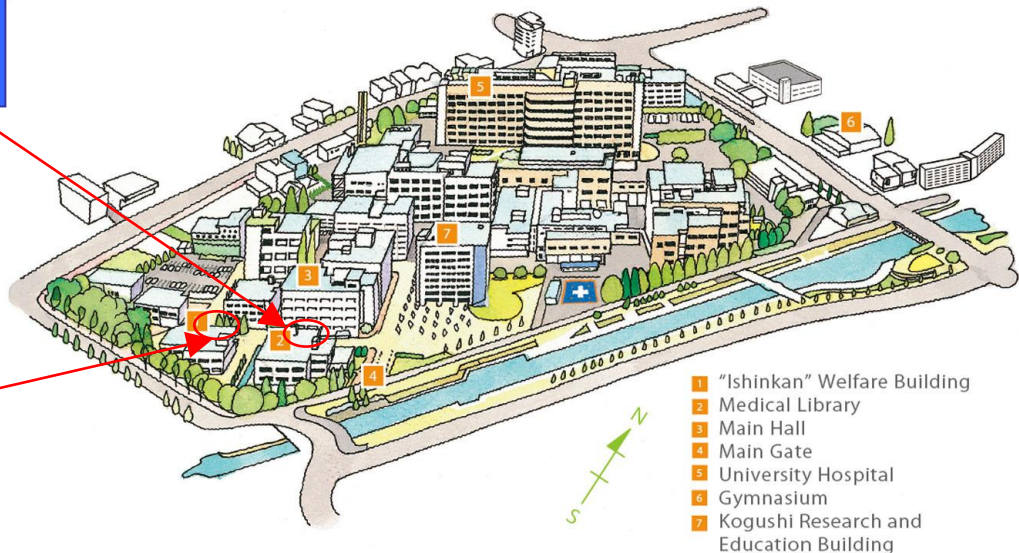 5
6
7
3
2
4
N
S
1 "Ishinkan" Welfare Building
2 Medical Library
3 Main Hall
4 Main Gate
5 University Hospital
6 Gymnasium
7 Kogushi Research and
Education Building